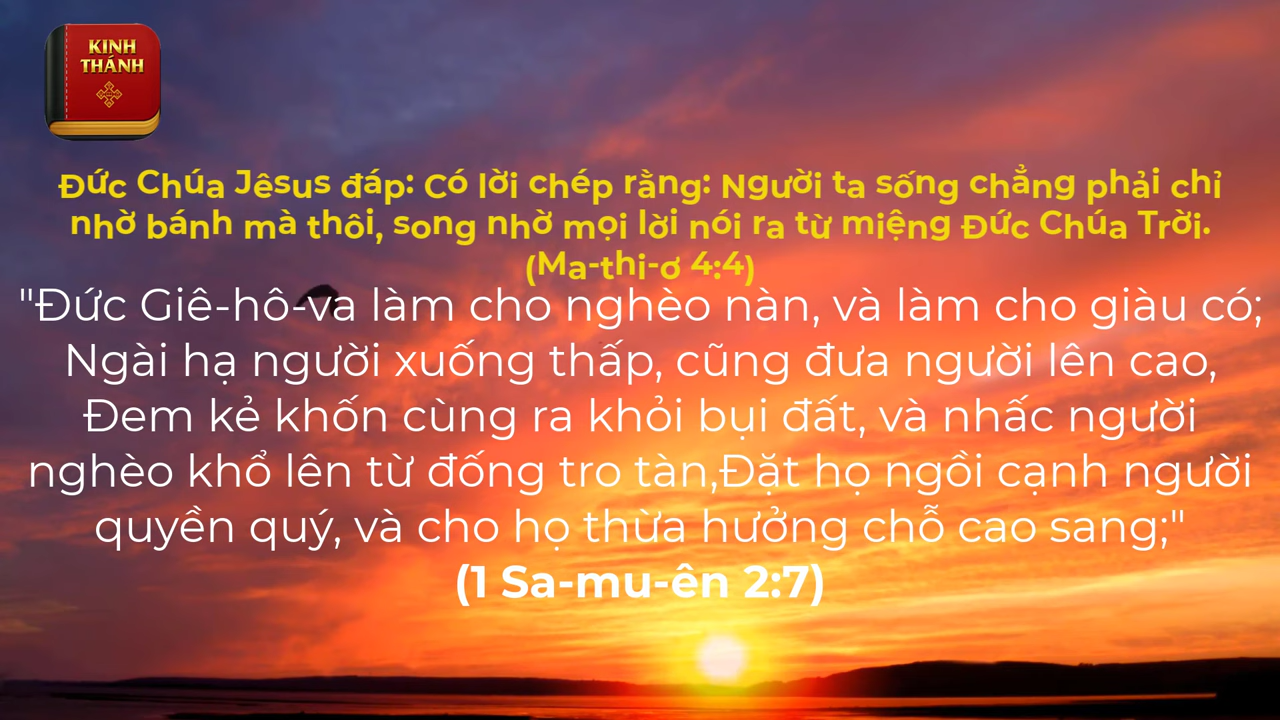 KINH
THÁNH
Đức Chúa Jêsus đáp: Có lời chép rằng: Người ta sống chẳng phải chỉ
nhờ bánh mà thôi, song nhờ mọi lời nói ra từ miệng Đức Chúa Trời.
(Ma-thi-ơ 4:4)
"Đức Giê-hô-va làm cho nghèo nàn, và làm cho giàu có;
Ngài hạ người xuống thấp, cũng đưa người lên cao,
Đem kẻ khốn cùng ra khỏi bụi đất, và nhấc người
nghèo khổ lên từ đống tro tàn,Đặt họ ngồi cạnh người
quyền quý, và cho họ thừa hưởng chỗ cao sang;"
(1 Sa-mu-ên 2:7)